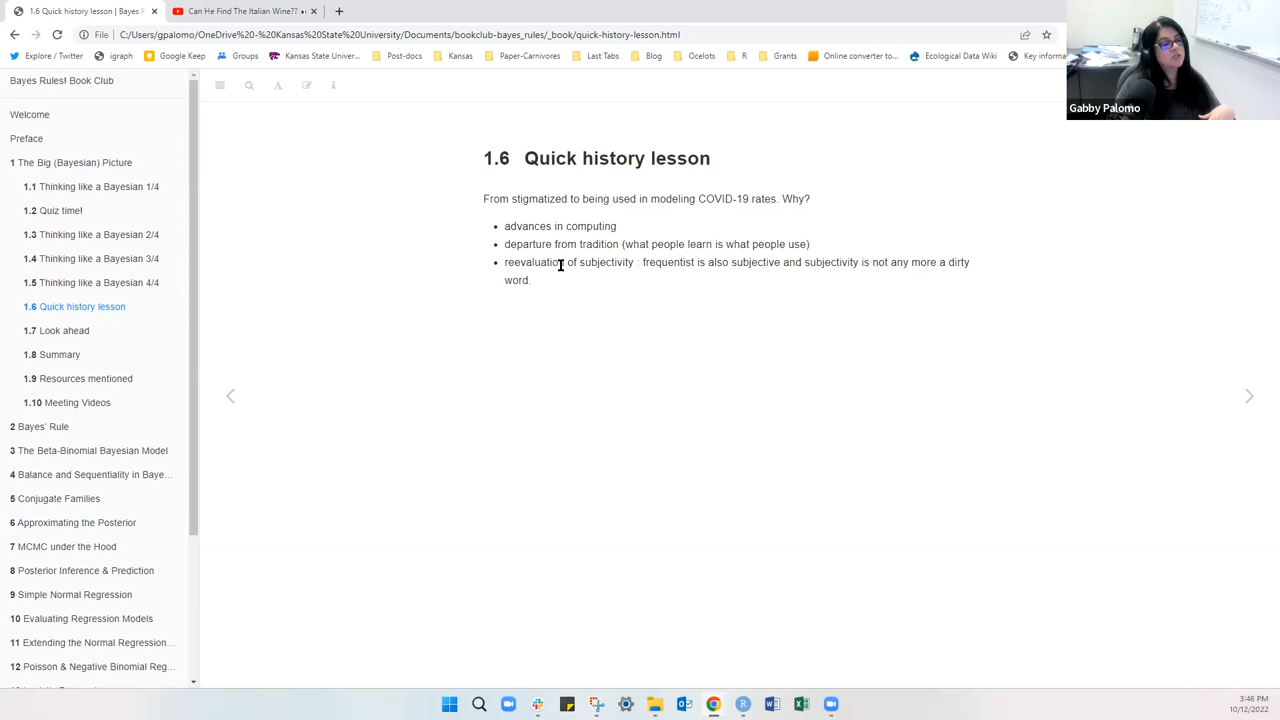 1.6 Quick history lesson | Bayes R
Can He Find The Italian Wine??
File
C:/Users/gpalomo/OneDrive%20-%20Kansas%20State%20University/Documents/bookclub-bayes_rules/_book/quick-history-lesson.html
Explore / Twitter
igraph
Google Keep
Groups
Kansas State Univer...
Post-docs
Kansas
Paper-Carnivores
Last Tabs
Blog
Ocelots
R
Grants
Online converter to...
Ecological Data Wiki
Key informa
Gabby Palomo
Bayes Rules! Book Club
Welcome
Preface
1 The Big (Bayesian) Picture
1.1 Thinking like a Bayesian 1/4
1.2 Quiz time!
1.3 Thinking like a Bayesian 2/4
1.4 Thinking like a Bayesian 3/4
1.5 Thinking like a Bayesian 4/4
1.6 Quick history lesson
1.7 Look ahead
1.8 Summary
1.9 Resources mentioned
1.10 Meeting Videos
2 Bayes' Rule
3 The Beta-Binomial Bayesian Model
4 Balance and Sequentiality in Baye...
5 Conjugate Families
6 Approximating the Posterior
7 MCMC under the Hood
8 Posterior Inference & Prediction
9 Simple Normal Regression
10 Evaluating Regression Models
11 Extending the Normal Regression...
12 Poisson & Negative Binomial Reg...
1.6 Quick history lesson
From stigmatized to being used in modeling COVID-19 rates. Why?
• advances in computing
• departure from tradition (what people learn is what people use)
• reevaluation of subjectivity : frequentist is also subjective and subjectivity is not any more a dirty
word.
3:46 PM
10/12/2022